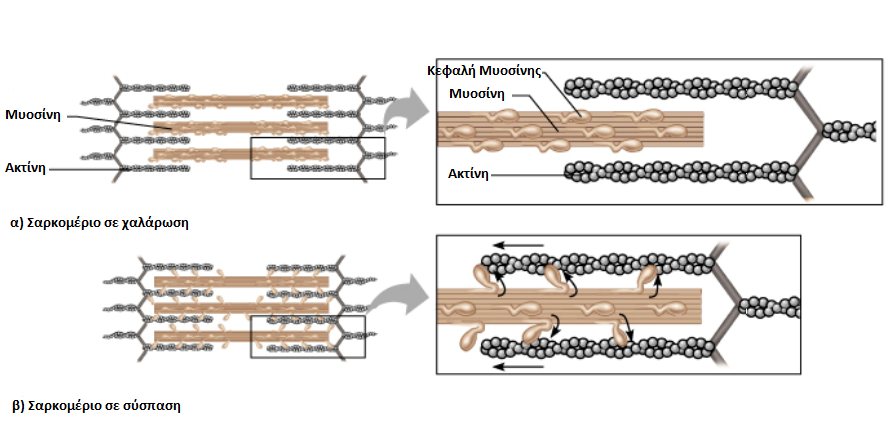 Κεφαλή Μυοσίνης
Μυοσίνη
Μυοσίνη
Ακτίνη
Ακτίνη
α) Σαρκομέριο σε χαλάρωση
β) Σαρκομέριο σε σύσπαση